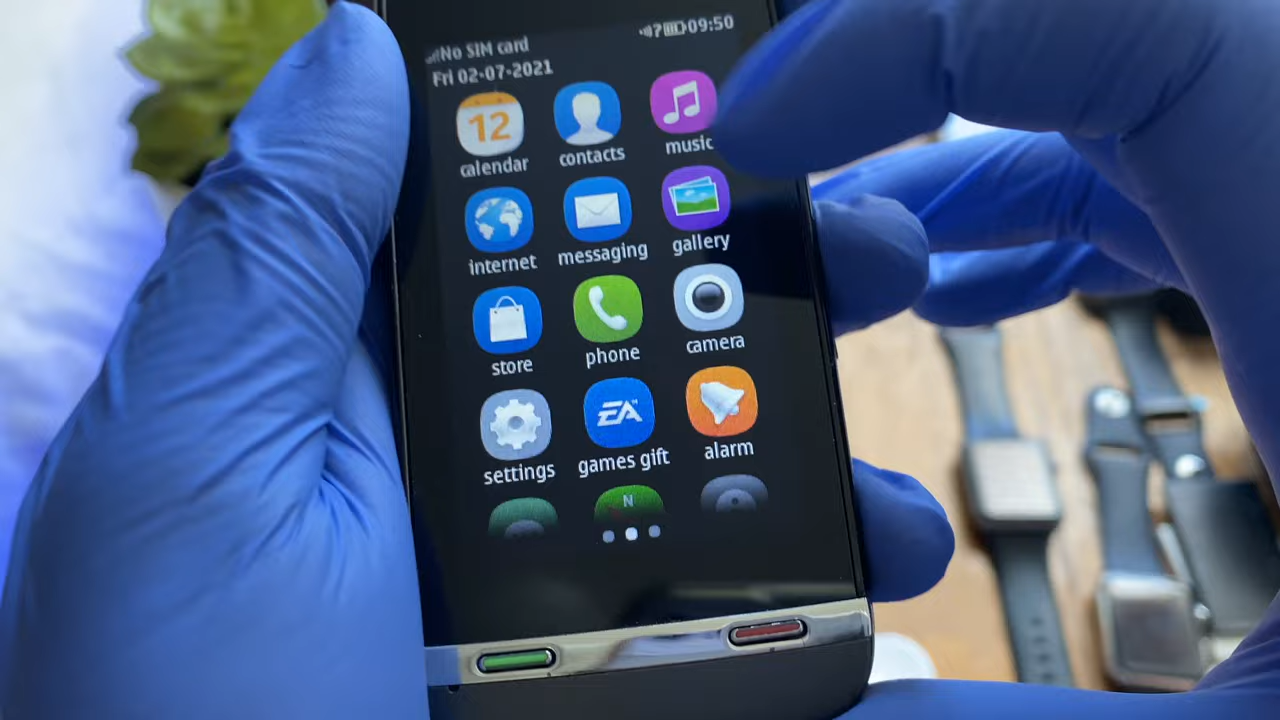 No SIM card
09:50
Fri 02-07-2021
12
calendar
contacts
music
internet
messaging
gallery
store
phone
camera
EA
settings
games gift
alarm
N